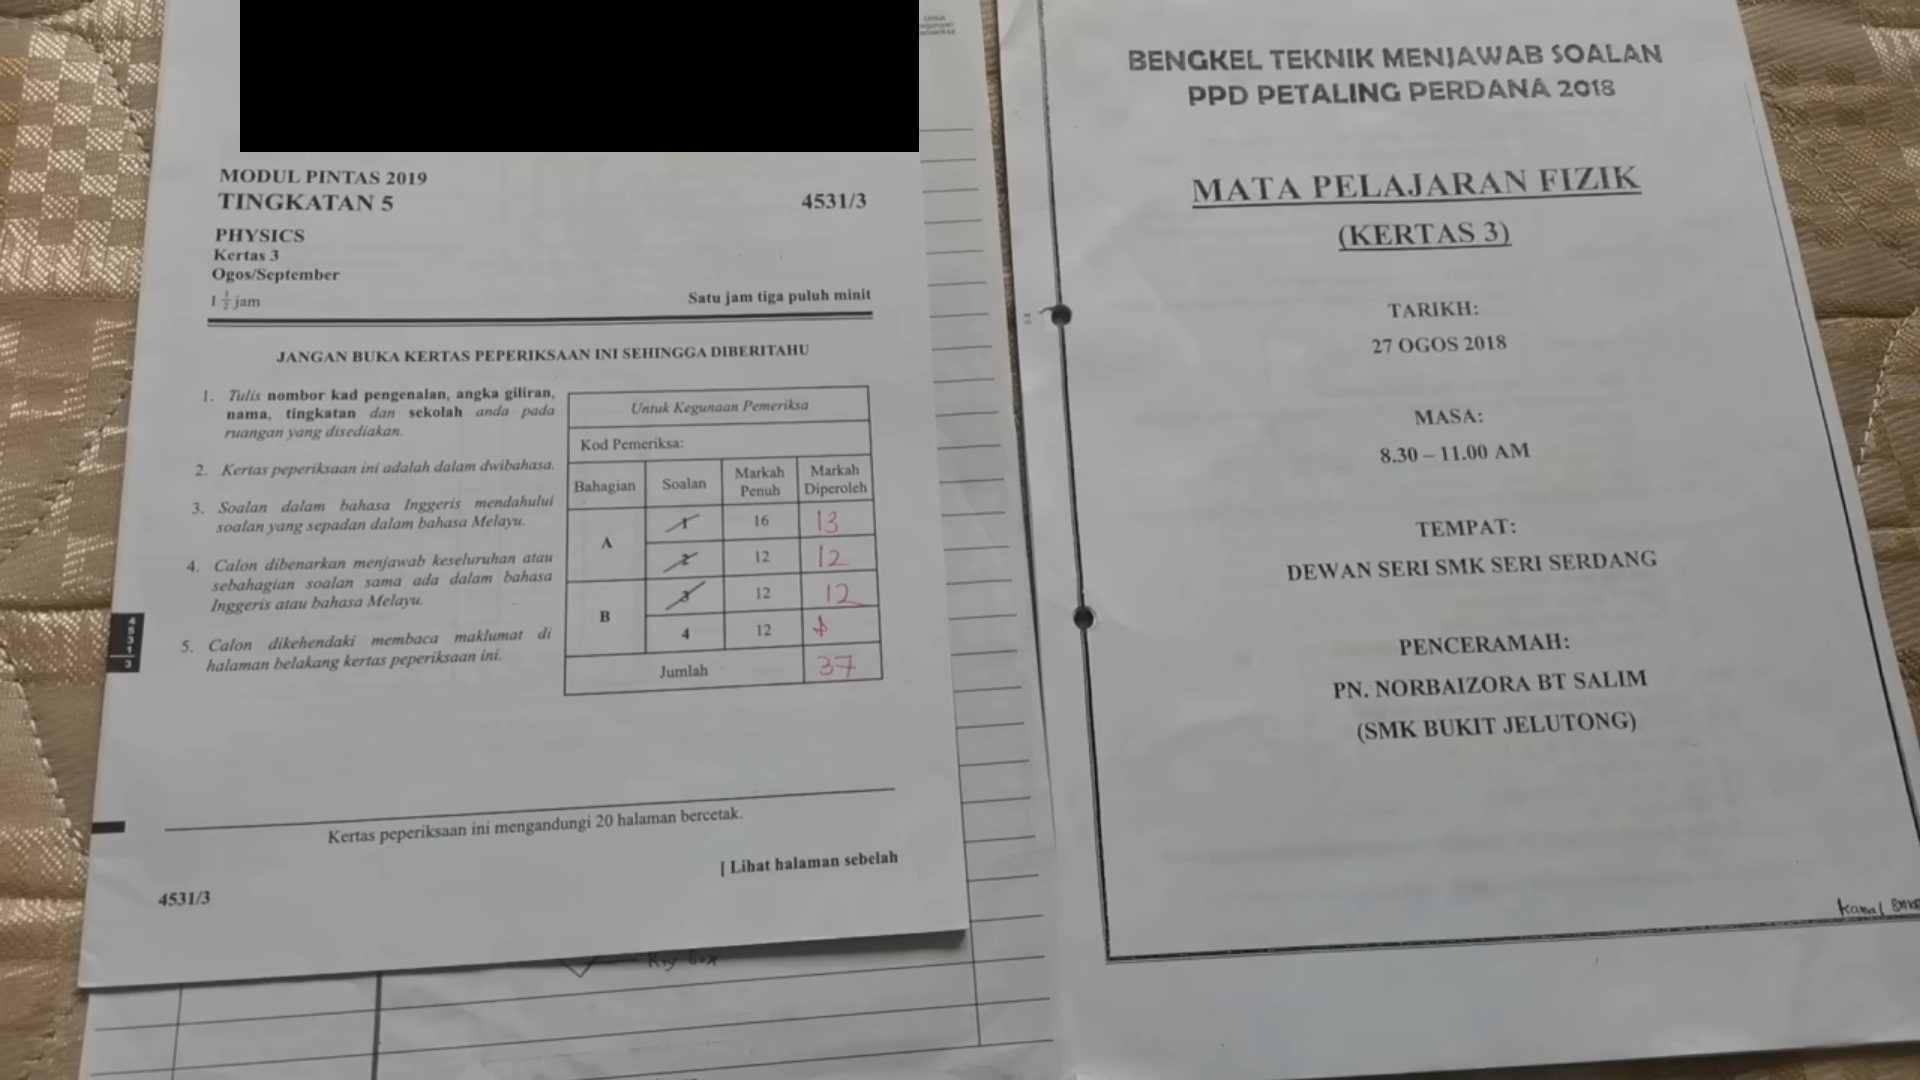 Untuk
MODUL PINTAS 2019
TINGKATAN 5
4531/3
PHYSICS
Kertas 3
Ogos/September
1 1/2 jam
Satu jam tiga puluh minit
JANGAN BUKA KERTAS PEPERIKSAAN INI SEHINGGA DIBERITAHU
1. Tulis nombor kad pengenalan, angka giliran,
nama, tingkatan dan sekolah anda pada
ruangan yang disediakan.
2. Kertas peperiksaan ini adalah dalam dwibahasa.
3. Soalan dalam bahasa Inggeris mendahului
soalan yang sepadan dalam bahasa Melayu.
4. Calon dibenarkan menjawab keseluruhan atau
sebahagian soalan sama ada dalam bahasa
Inggeris atau bahasa Melayu.
5. Calon dikehendaki membaca maklumat di
halaman belakang kertas peperiksaan ini.
Untuk Kegunaan Pemeriksa
Kod Pemeriksa:
Bahagian Soalan Markah Penuh Markah Diperoleh
A 1 16 13
2 12 12
B 3 12 12
4 12
Jumlah 37
4531
3
Kertas peperiksaan ini mengandungi 20 halaman bercetak.
[ Lihat halaman sebelah
4531/3
BENGKEL TEKNIK MENJAWAB SOALAN
PPD PETALING PERDANA 2018
MATA PELAJARAN FIZIK
(KERTAS 3)
TARIKH:
27 OGOS 2018
MASA:
8.30 – 11.00 AM
TEMPAT:
DEWAN SERI SMK SERI SERDANG
PENCERAMAH:
PN. NORBAIZORA BT SALIM
(SMK BUKIT JELUTONG)